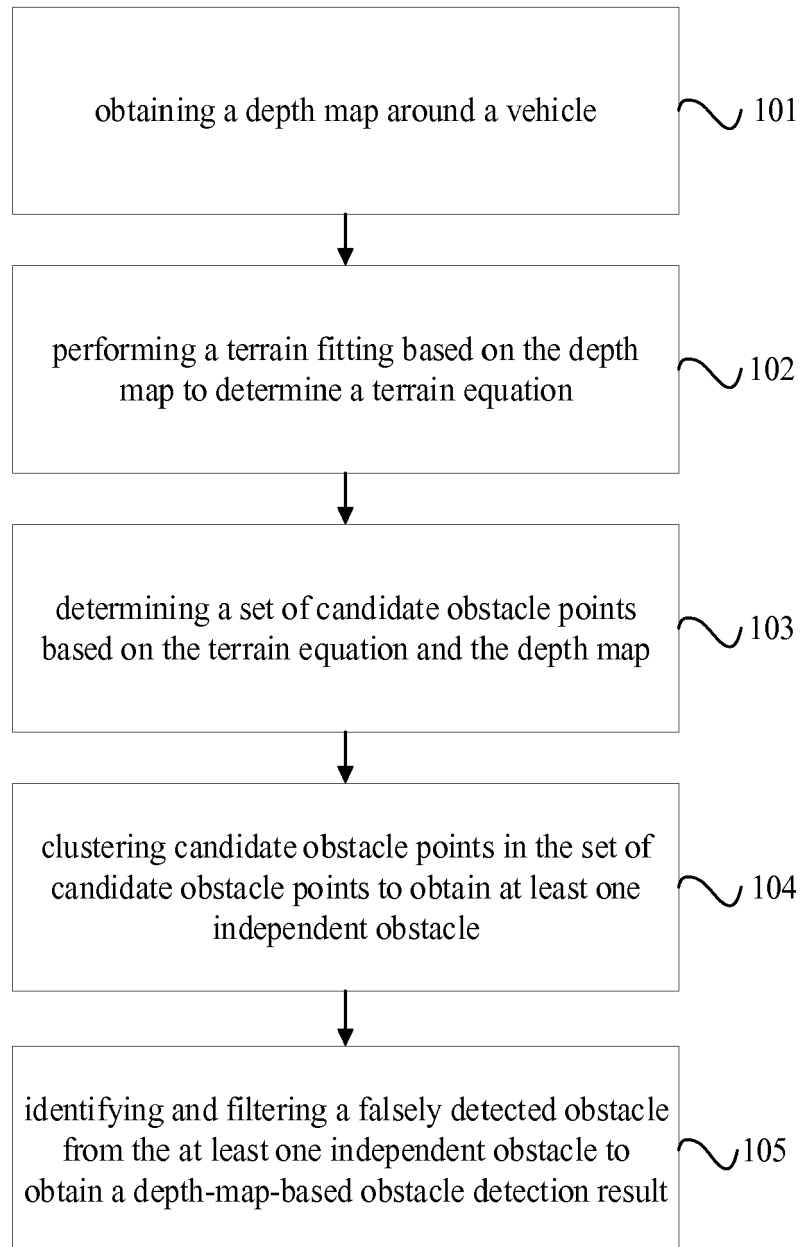 obtaining a depth map around a vehicle
101
performing a terrain fitting based on the depth
map to determine a terrain equation
102
determining a set of candidate obstacle points
based on the terrain equation and the depth map
103
clustering candidate obstacle points in the set of
candidate obstacle points to obtain at least one
independent obstacle
104
identifying and filtering a falsely detected obstacle
from the at least one independent obstacle to
obtain a depth-map-based obstacle detection result
105